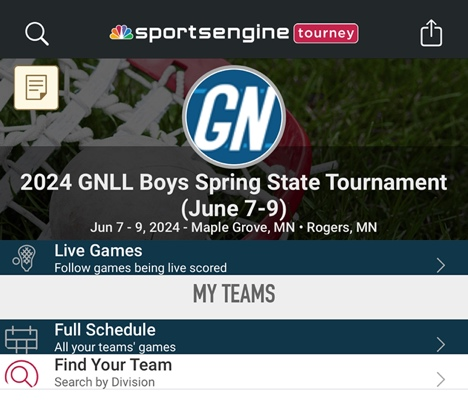 sportsengine tourney
GN
2024 GNLL Boys Spring State Tournament
(June 7-9)
Jun 7 - 9, 2024 - Maple Grove, MN • Rogers, MN
Live Games
Follow games being live scored
MY TEAMS
Full Schedule
All your teams' games
Find Your Team
Search by Division